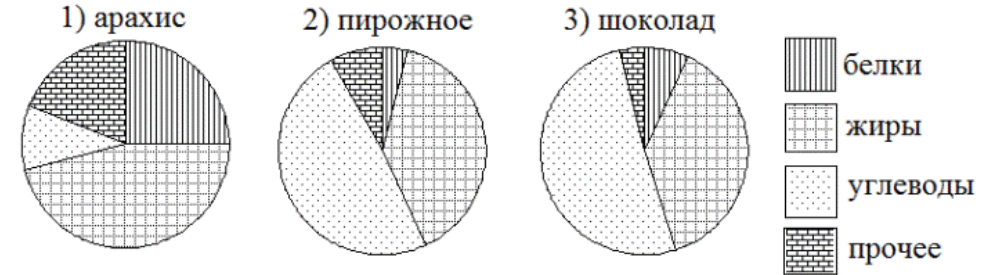 1) арахис
2) пирожное
3) шоколад
белки
жиры
углеводы
прочее